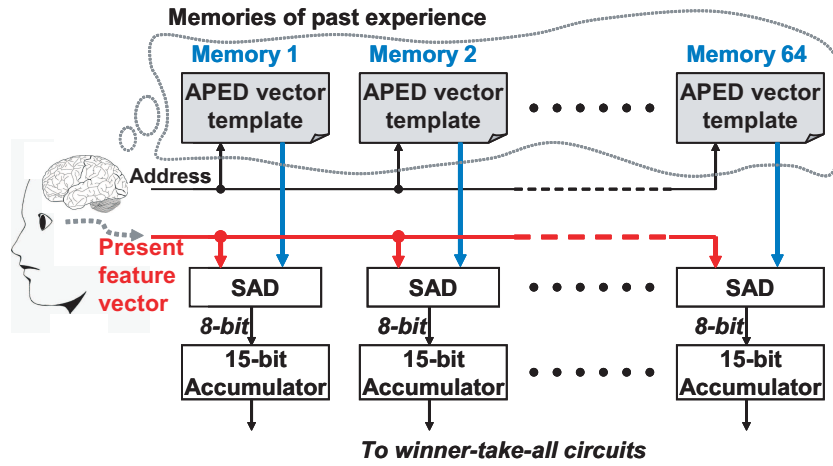 Memories of past experience
Memory 1 Memory 2 Memory 64
APED vector template
APED vector template
APED vector template
Address
Present feature vector
SAD SAD SAD
8-bit 8-bit 8-bit
15-bit Accumulator
15-bit Accumulator
15-bit Accumulator
To winner-take-all circuits